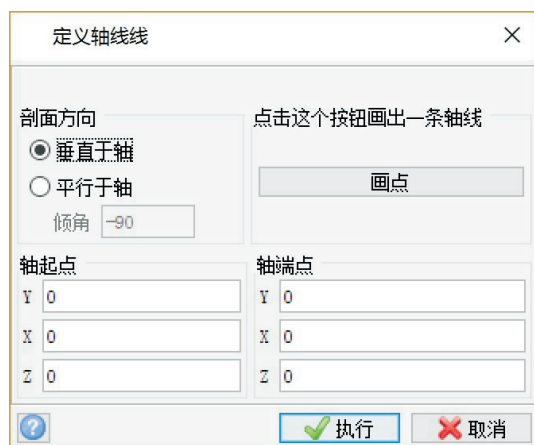 定义轴线线
剖面方向
垂直于轴
平行于轴
倾角 -90
点击这个按钮画出一条轴线
画点
轴起点
Y 0
X 0
Z 0
轴端点
Y 0
X 0
Z 0
执行
取消